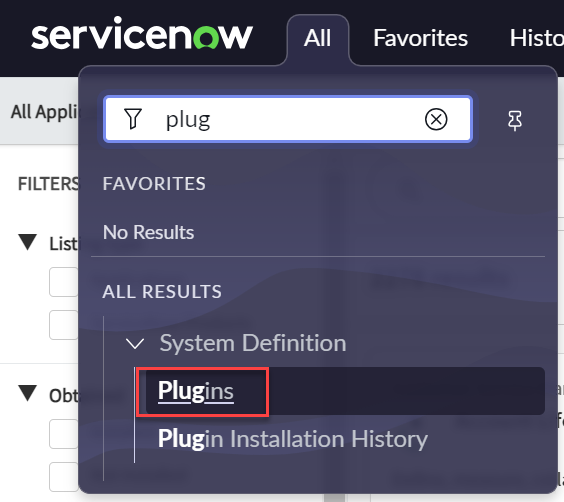 servicenow
All
Favorites
Histo
All Appli
plug
FILTERS
FAVORITES
No Results
List
ALL RESULTS
System Definition
Plugins
Obt
Plugin Installation History